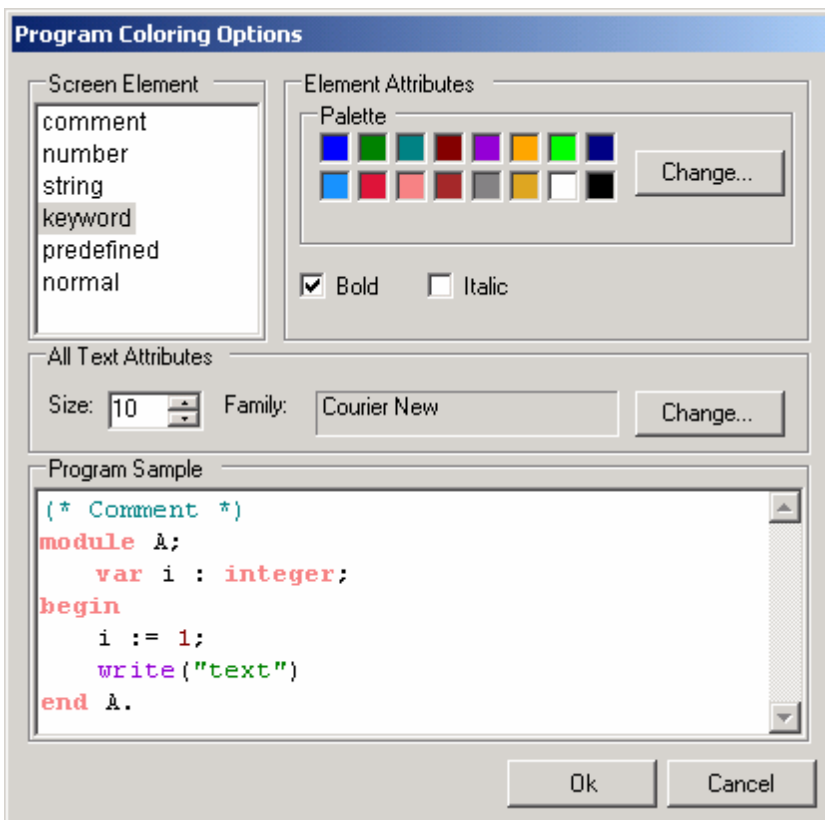 Program Coloring Options
Screen Element
comment
number
string
keyword
predefined
normal
Element Attributes
Palette
Change...
Bold
Italic
All Text Attributes
Size: 10 Family: Courier New Change...
Program Sample
(* Comment *)
module A;
var i : integer;
begin
i := 1;
write("text")
end A.
Ok Cancel